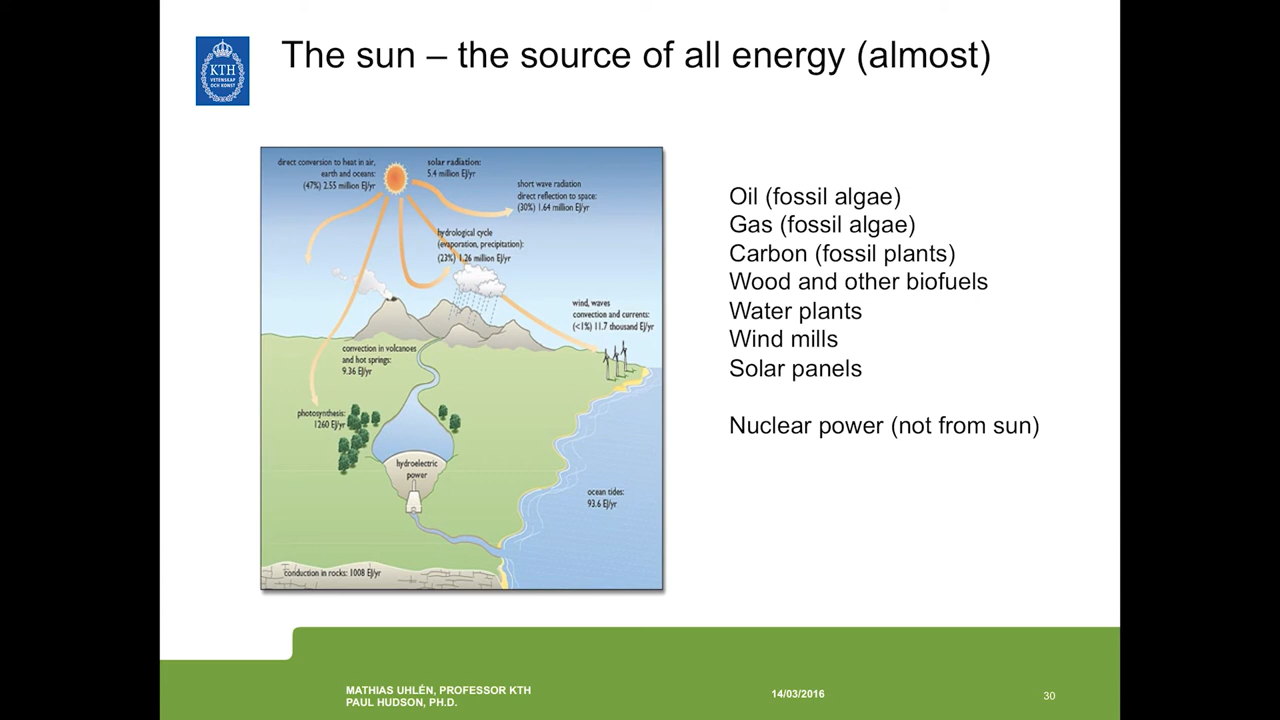 The sun – the source of all energy (almost)
KTH
VETENSKAP
OCH KONST
direct conversion to heat in air,
earth and oceans:
(47%) 2.55 million EJ/yr
solar radiation:
5.4 million EJ/yr
short wave radiation
direct reflection to space:
(30%) 1.64 million EJ/yr
hydrological cycle
(evaporation, precipitation):
(23%) 1.26 million EJ/yr
wind, waves
convection and currents:
(<1%) 11.7 thousand EJ/yr
convection in volcanoes
and hot springs:
9.36 EJ/yr
photosynthesis:
1260 EJ/yr
hydroelectric
power
ocean tides:
93.6 EJ/yr
conduction in rocks: 1008 EJ/yr
Oil (fossil algae)
Gas (fossil algae)
Carbon (fossil plants)
Wood and other biofuels
Water plants
Wind mills
Solar panels
Nuclear power (not from sun)
MATHIAS UHLÉN, PROFESSOR KTH
PAUL HUDSON, PH.D.
14/03/2016
30